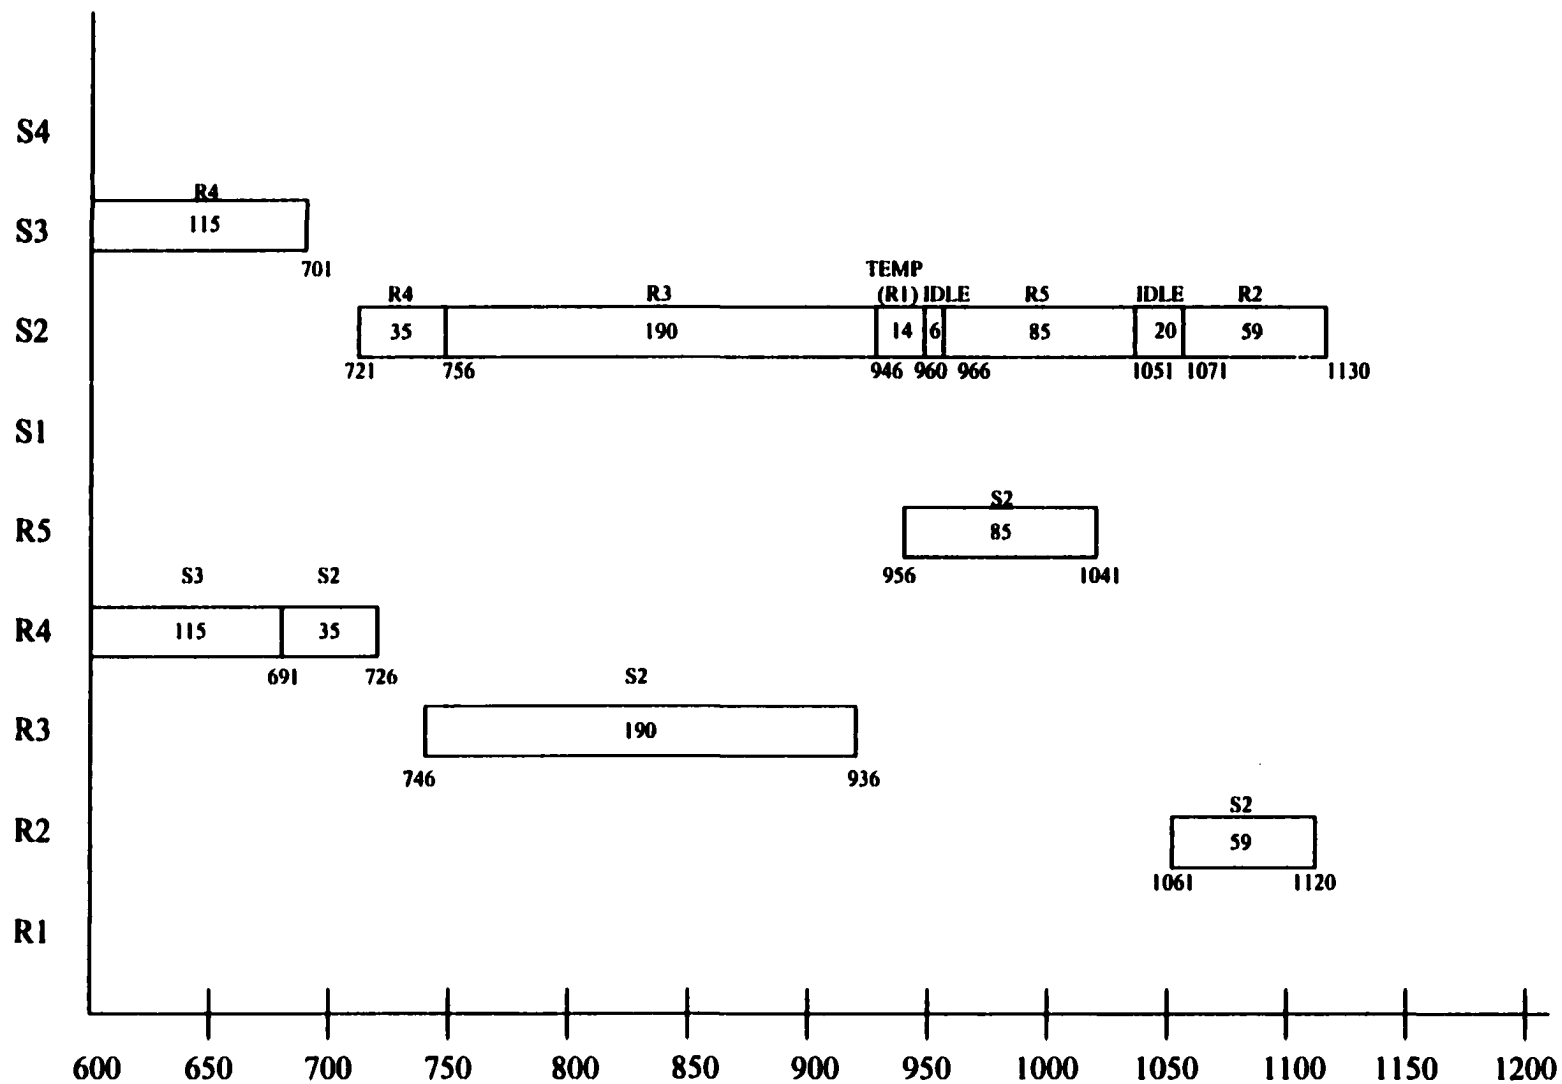 S4
R4
S3
115
701
TEMP
R4 R3 (R1) IDLE R5 IDLE R2
S2
35 190 14 6 85 20 59
721 756 946 960 966 1051 1071 1130
S1
S2
R5
85
956 1041
S3 S2
R4
115 35
691 726
S2
R3
190
746 936
S2
R2
59
1061 1120
R1
600 650 700 750 800 850 900 950 1000 1050 1100 1150 1200